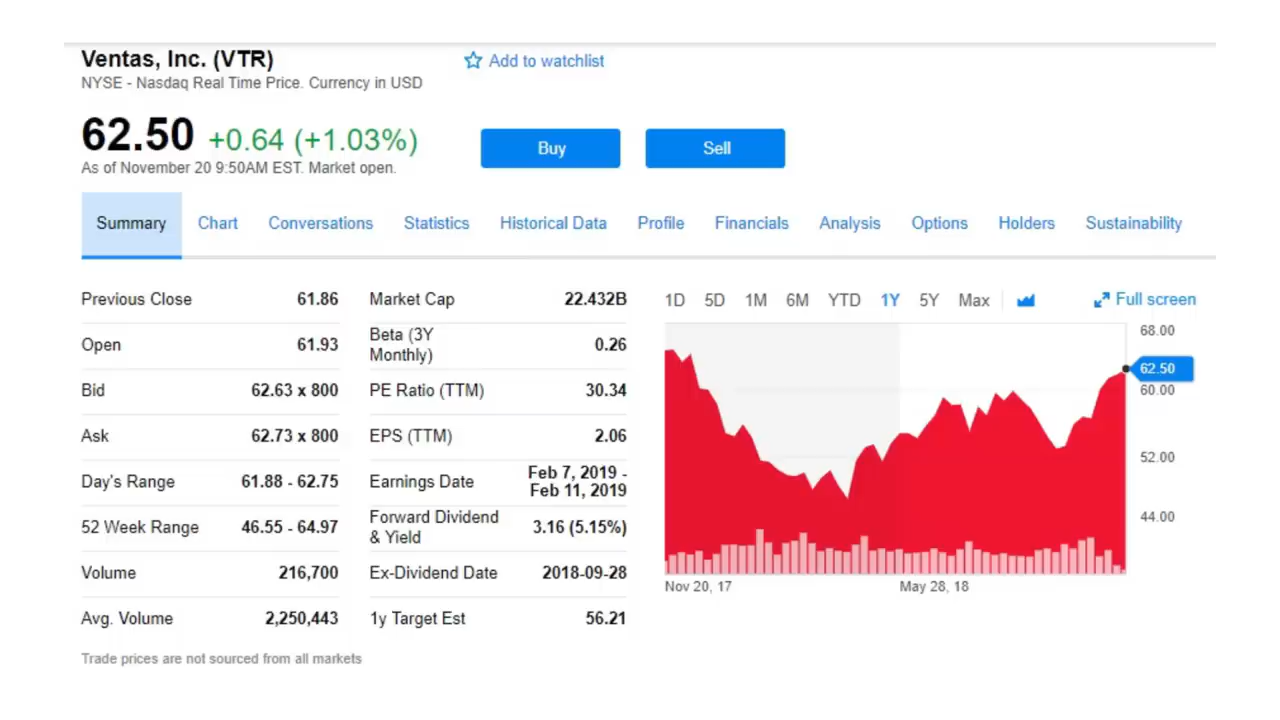 Ventas, Inc. (VTR)
Add to watchlist
NYSE - Nasdaq Real Time Price. Currency in USD
62.50 +0.64 (+1.03%)
As of November 20 9:50AM EST. Market open.
Buy
Sell
Summary
Chart
Conversations
Statistics
Historical Data
Profile
Financials
Analysis
Options
Holders
Sustainability
Previous Close 61.86
Open 61.93
Bid 62.63 x 800
Ask 62.73 x 800
Day's Range 61.88 - 62.75
52 Week Range 46.55 - 64.97
Volume 216,700
Avg. Volume 2,250,443
Market Cap 22.432B
Beta (3Y
Monthly) 0.26
PE Ratio (TTM) 30.34
EPS (TTM) 2.06
Earnings Date Feb 7, 2019 -
Feb 11, 2019
Forward Dividend
& Yield 3.16 (5.15%)
Ex-Dividend Date 2018-09-28
1y Target Est 56.21
1D 5D 1M 6M YTD 1Y 5Y Max
Full screen
68.00
62.50
60.00
52.00
44.00
Nov 20, 17
May 28, 18
Trade prices are not sourced from all markets